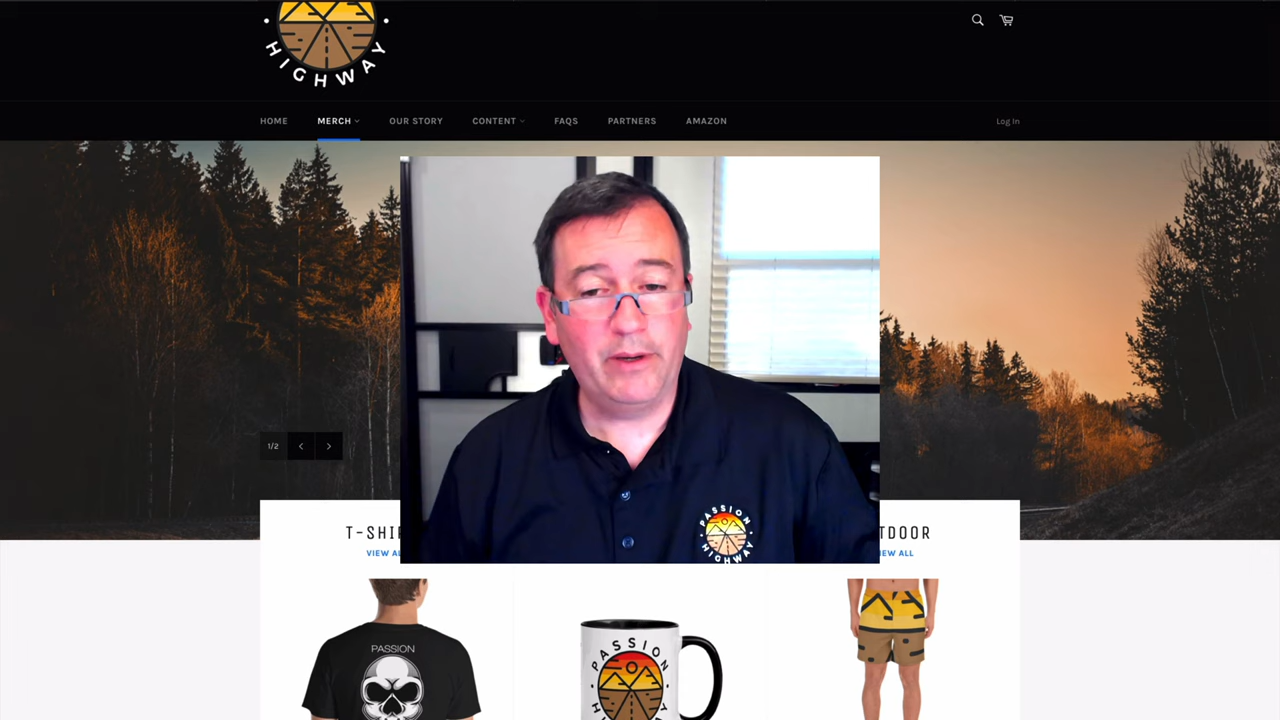 HIGHWAY
HOME MERCH OUR STORY CONTENT FAQS PARTNERS AMAZON Log In
1/2
PASSION
HIGHWAY
T-SHI
TDOOR
VIEW AL
IEW ALL
PASSION
PASSION